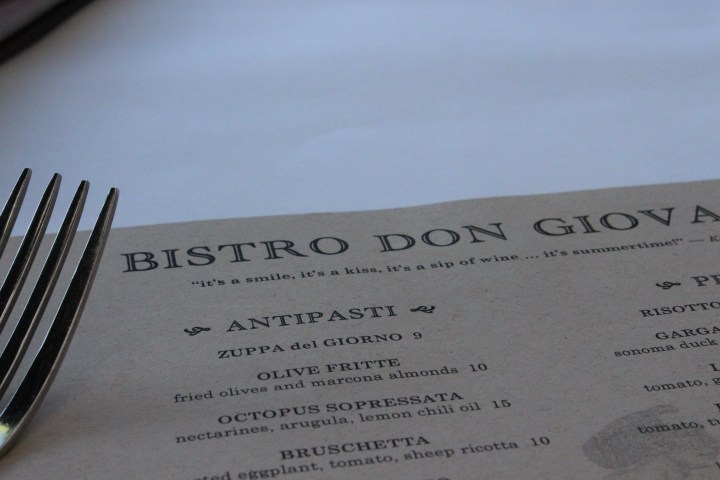 BISTRO DON GIOVA
"it's a smile, it's a kiss, it's a sip of wine ... it's summertime!" — K
ANTIPASTI
ZUPPA del GIORNO 9
OLIVE FRITTE
fried olives and marcona almonds 10
OCTOPUS SOPRESSATA
nectarines, arugula, lemon chili oil 15
BRUSCHETTA
ted eggplant, tomato, sheep ricotta 10
P
RISOTTO
GARGA
sonoma duck
L
tomato,
tomato, tu